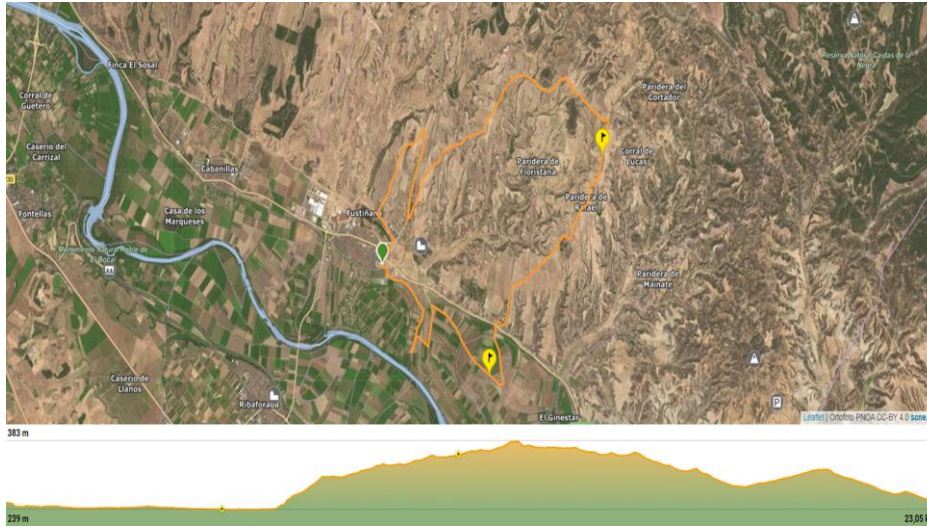 Finca El Sosal
Corral de
Guetero
Caserío del
Carrizal
Cabanillas
Fontellas
Casa de los
Marqueses
Monumento Natural Roble de
El Bocal
Fustiñana
Paridera de
Floristana
Paridera del
Cortador
Corral de
Lucas
Paridera de
Rafael
Paridera de
Mainate
Reserva Natural Caídas de la
Negra
Caserío de
Llanos
Ribaforada
El Ginestar
P
Leaflet | Ortofoto PNOA CC-BY 4.0 scne.
383 m
239 m
23,05 k